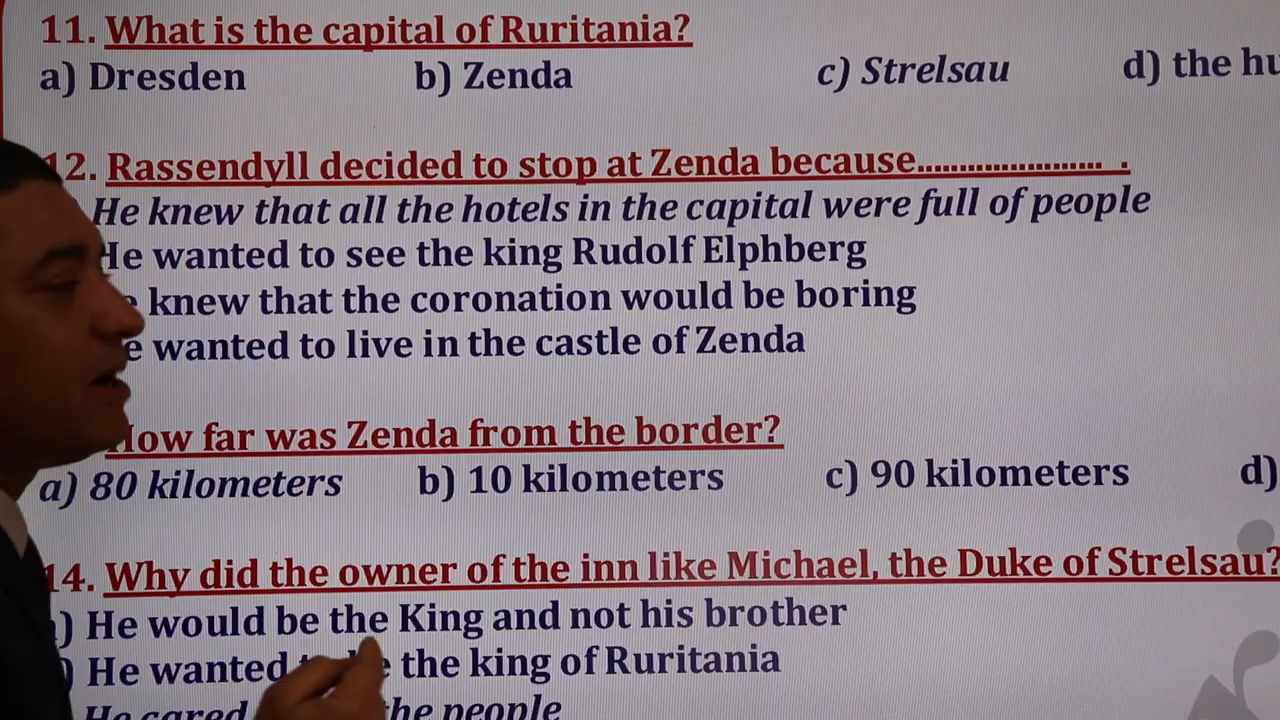 11. What is the capital of Ruritania?
a) Dresden b) Zenda c) Strelsau d) the
12. Rassendyll decided to stop at Zenda because...................... .
He knew that all the hotels in the capital were full of people
He wanted to see the king Rudolf Elphberg
knew that the coronation would be boring
wanted to live in the castle of Zenda
How far was Zenda from the border?
a) 80 kilometers b) 10 kilometers c) 90 kilometers d)
14. Why did the owner of the inn like Michael, the Duke of Strelsau?
) He would be the King and not his brother
) He wanted the king of Ruritania
He cared the people